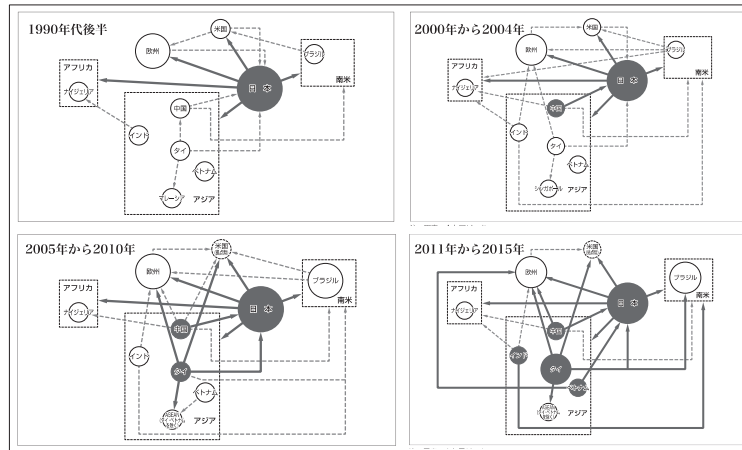 1990年代後半
米国
欧州
ブラジル
アフリカ
日 本
南米
ナイジェリア
中国
インド
タイ
ベトナム
マレーシア
アジア
2000年から2004年
米国
欧州
ブラジル
アフリカ
日 本
南米
ナイジェリア
中国
インド
タイ
ベトナム
シンガポール
アジア
2005年から2010年
米国
欧州
ブラジル
アフリカ
日 本
南米
ナイジェリア
中国
インド
タイ
ベトナム
アジア
2011年から2015年
米国
欧州
ブラジル
アフリカ
日 本
南米
ナイジェリア
中国
インド
タイ
ベトナム
アジア